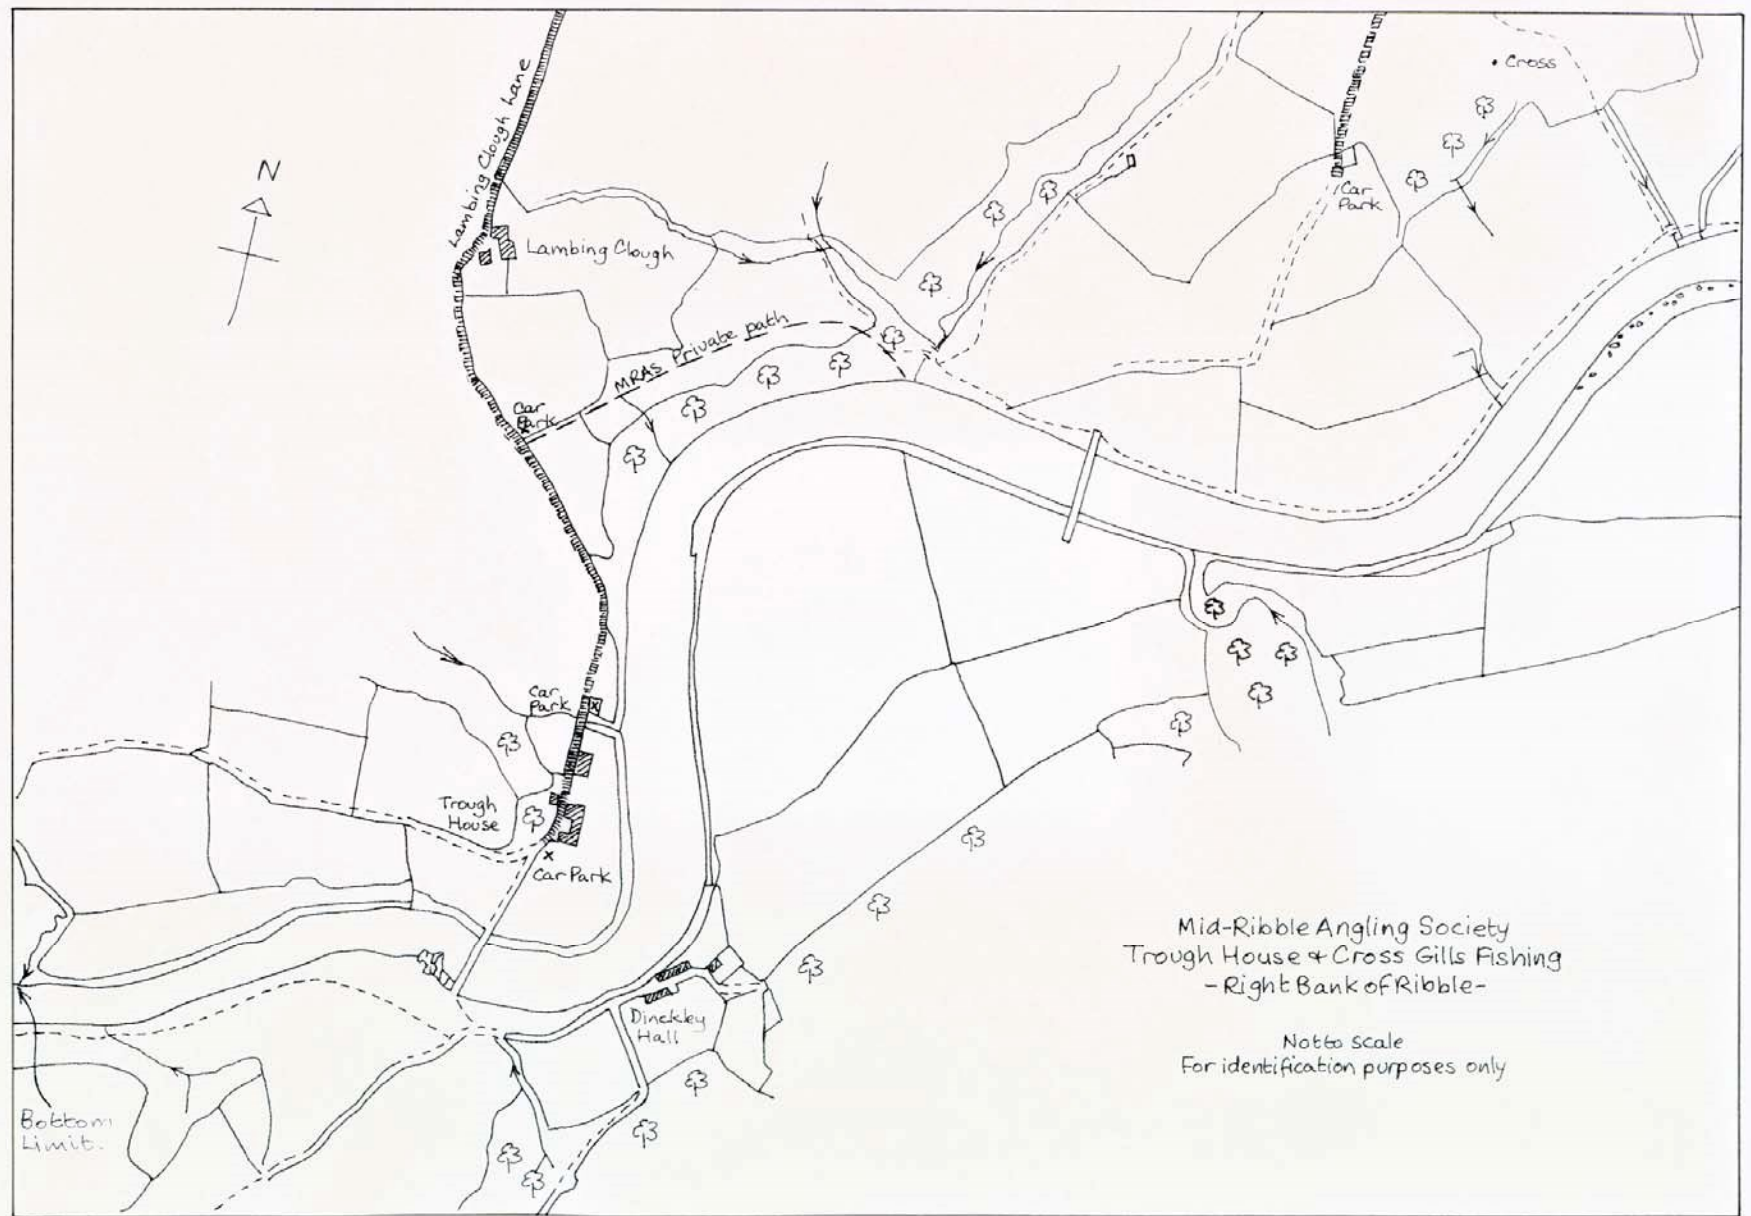 Cross
N
Lambing Clough Lane
Car
Park
Lambing Clough
MRAS Private path
Car
Park
Car
Park
Trough
House
Car Park
Mid-Ribble Angling Society
Trough House & Cross Gills Fishing
-Right Bank of Ribble-
Dinckley
Hall
Not to scale
For identification purposes only
Bottom
Limit.